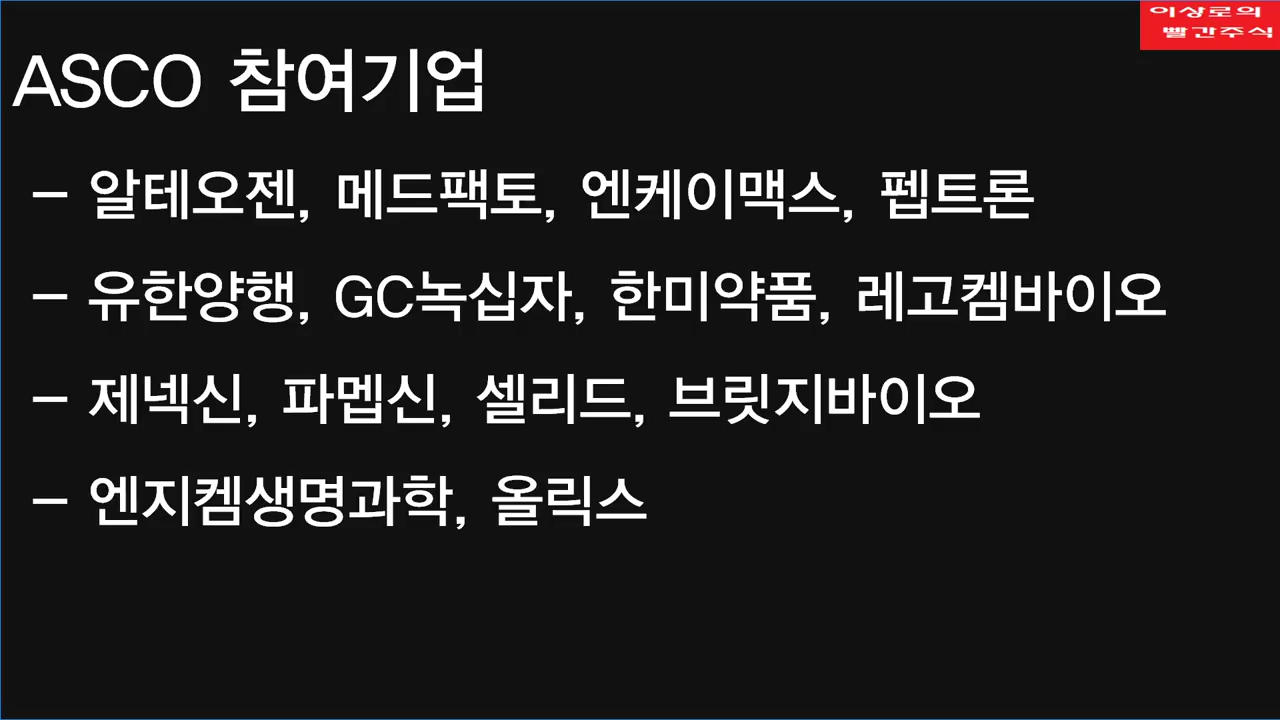 이상로의
빨간주식
ASCO 참여기업
- 알테오젠, 메드팩토, 엔케이맥스, 펩트론
- 유한양행, GC녹십자, 한미약품, 레고켐바이오
- 제넥신, 파멥신, 셀리드, 브릿지바이오
- 엔지켐생명과학, 올릭스